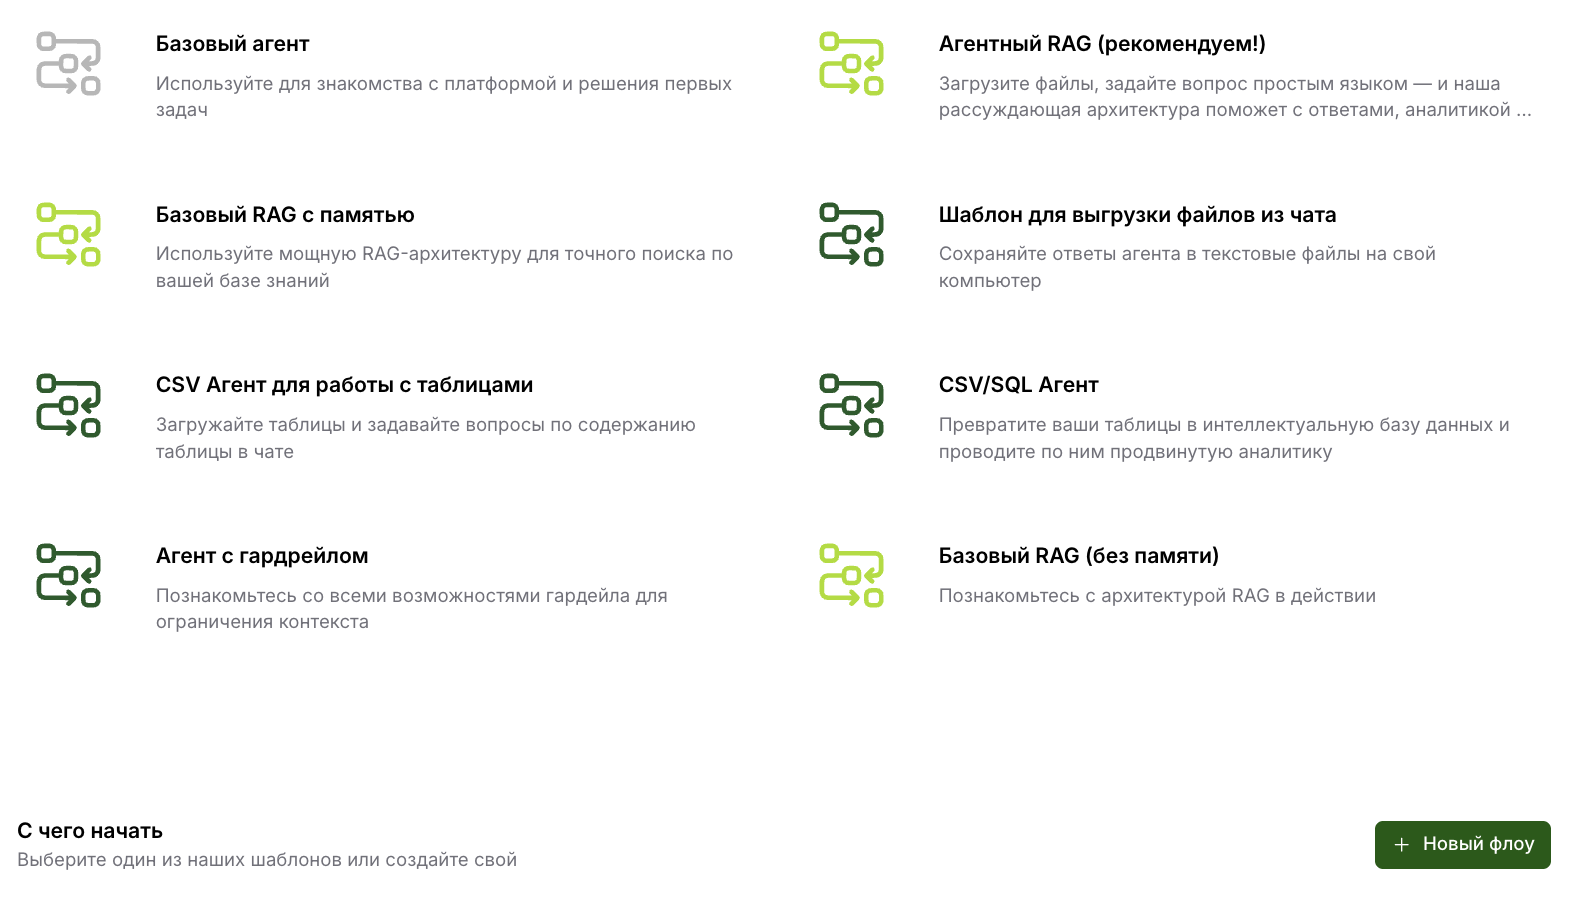 Базовый агент
Используйте для знакомства с платформой и решения первых
задач
Агентный RAG (рекомендуем!)
Загрузите файлы, задайте вопрос простым языком — и наша
рассуждающая архитектура поможет с ответами, аналитикой ...
Базовый RAG с памятью
Используйте мощную RAG-архитектуру для точного поиска по
вашей базе знаний
Шаблон для выгрузки файлов из чата
Сохраняйте ответы агента в текстовые файлы на свой
компьютер
CSV Агент для работы с таблицами
Загружайте таблицы и задавайте вопросы по содержанию
таблицы в чате
CSV/SQL Агент
Превратите ваши таблицы в интеллектуальную базу данных и
проводите по ним продвинутую аналитику
Агент с гардрейлом
Познакомьтесь со всеми возможностями гардейла для
ограничения контекста
Базовый RAG (без памяти)
Познакомьтесь с архитектурой RAG в действии
С чего начать
Выберите один из наших шаблонов или создайте свой
+ Новый флоу